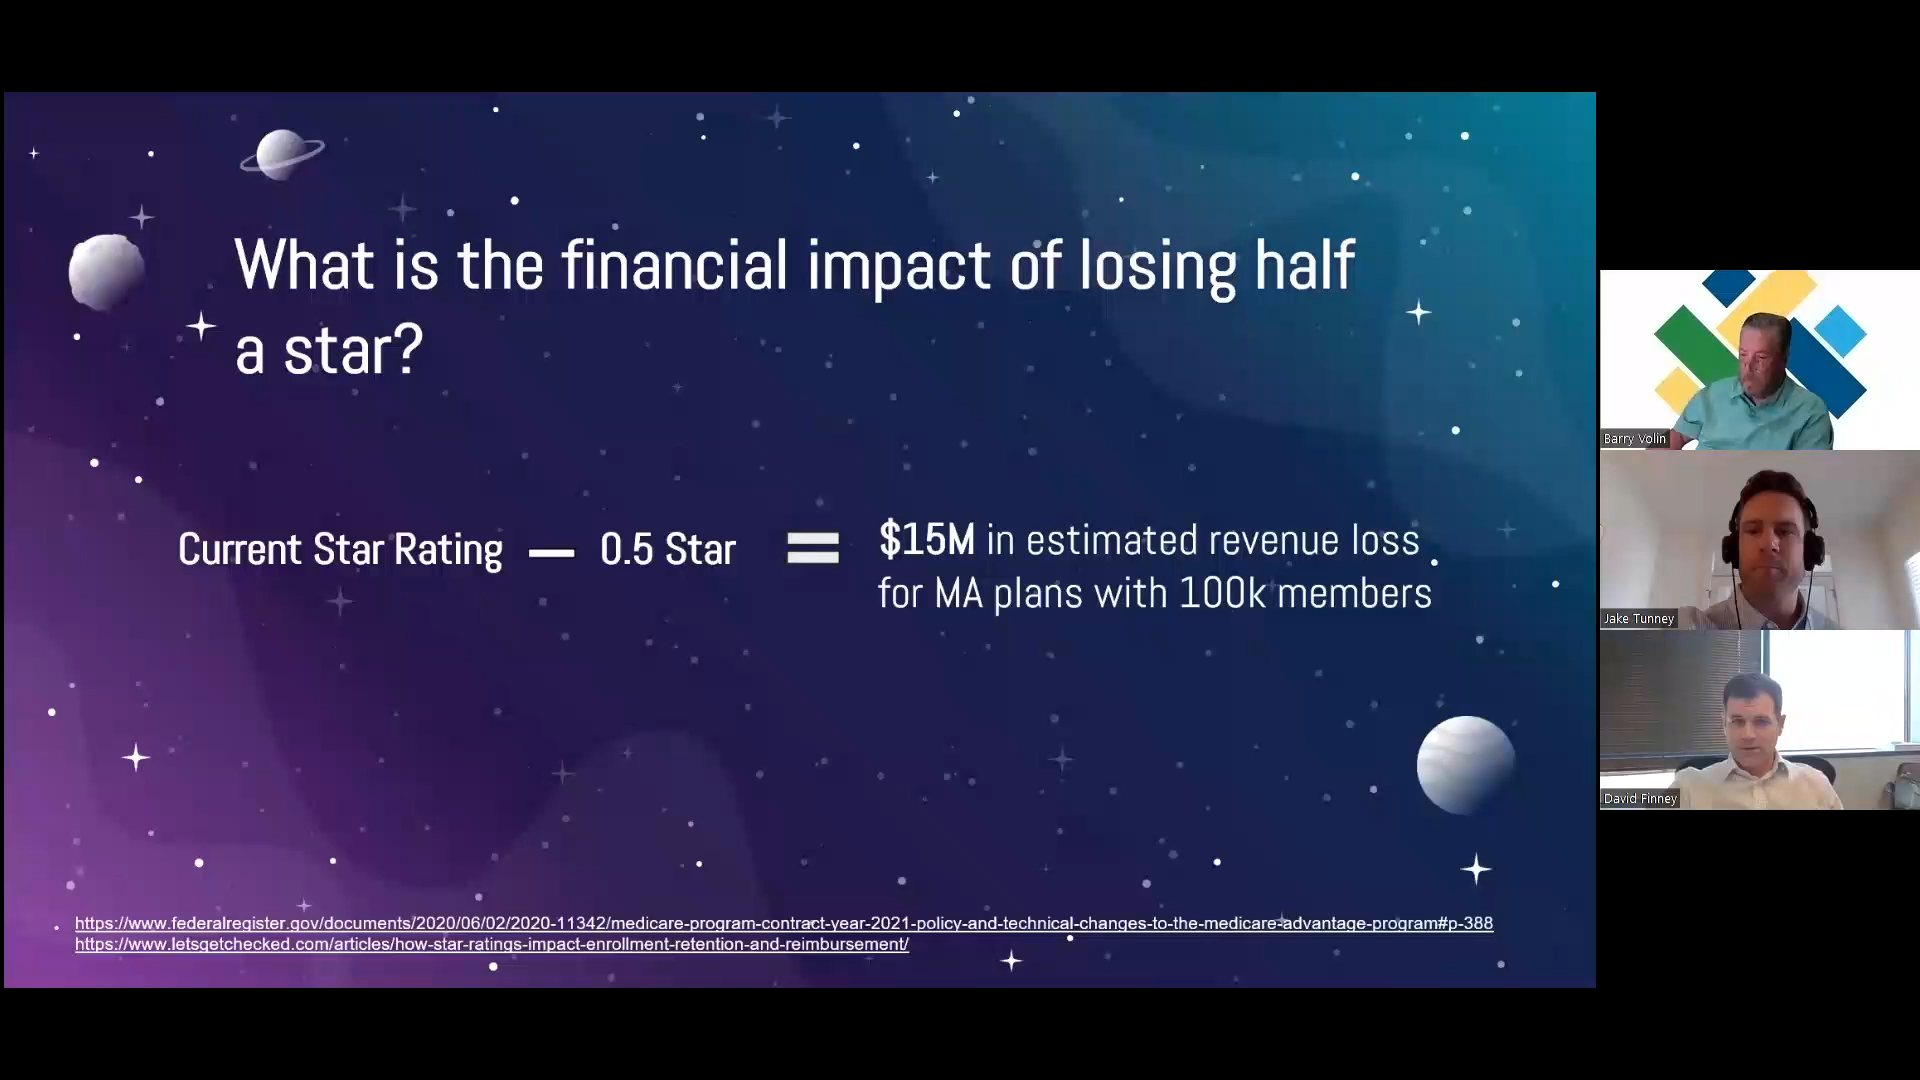 What is the financial impact of losing half
a star?
Current Star Rating — 0.5 Star = $15M in estimated revenue loss
for MA plans with 100k members
https://www.federalregister.gov/documents/2020/06/02/2020-11342/medicare-program-contract-year-2021-policy-and-technical-changes-to-the-medicare-advantage-program#p-388
https://www.letsgetchecked.com/articles/how-star-ratings-impact-enrollment-retention-and-reimbursement/
Barry Volin
Jake Tunney
David Finney